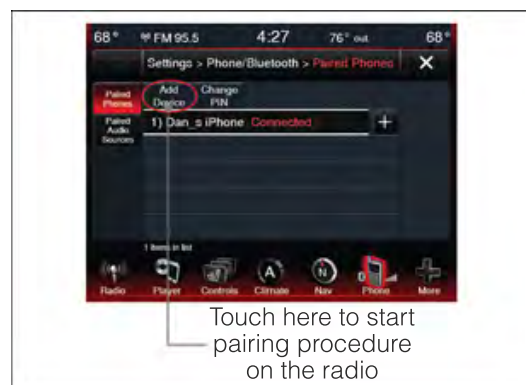 68° FM 95.5 4:27 76° out 68°
Settings > Phone/Bluetooth > Paired Phones X
Paired Phones
Add Device
Change PIN
Paired Audio Sources
1) Dan_s iPhone Connected +
1 Items in list
Radio Player Controls Climate Nav Phone More
Touch here to start
pairing procedure
on the radio